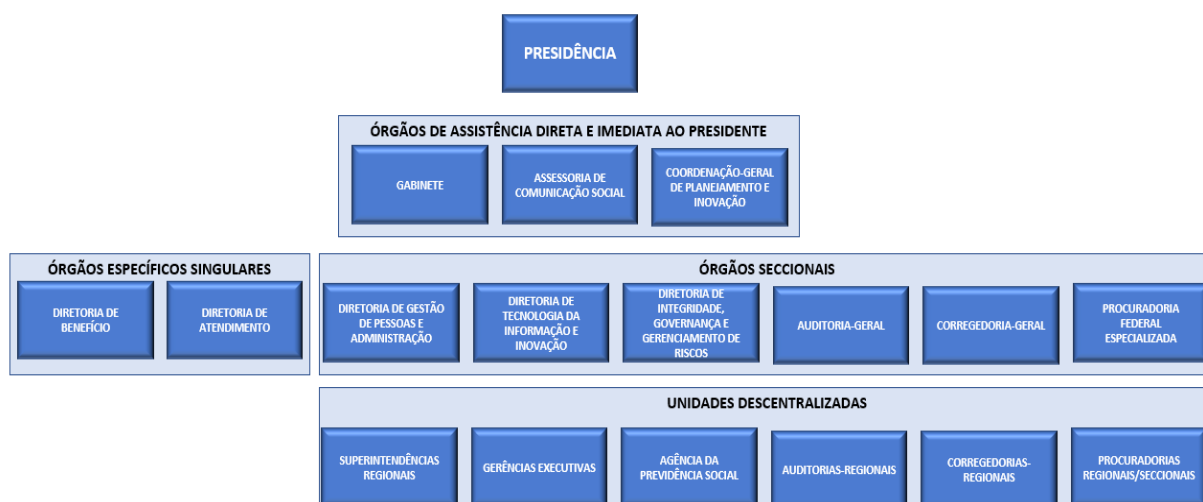 PRESIDÊNCIA
ÓRGÃOS DE ASSISTÊNCIA DIRETA E IMEDIATA AO PRESIDENTE
GABINETE
ASSESSORIA DE
COMUNICAÇÃO SOCIAL
COORDENAÇÃO-GERAL
DE PLANEJAMENTO E
INOVAÇÃO
ÓRGÃOS ESPECÍFICOS SINGULARES
DIRETORIA DE
BENEFÍCIO
DIRETORIA DE
ATENDIMENTO
ÓRGÃOS SECCIONAIS
DIRETORIA DE GESTÃO
DE PESSOAS E
ADMINISTRAÇÃO
DIRETORIA DE
TECNOLOGIA DA
INFORMAÇÃO E
INOVAÇÃO
DIRETORIA DE
INTEGRIDADE,
GOVERNANÇA E
GERENCIAMENTO DE
RISCOS
AUDITORIA-GERAL
CORREGEDORIA-GERAL
PROCURADORIA
FEDERAL
ESPECIALIZADA
UNIDADES DESCENTRALIZADAS
SUPERINTENDÊNCIAS
REGIONAIS
GERÊNCIAS EXECUTIVAS
AGÊNCIA DA
PREVIDÊNCIA SOCIAL
AUDITORIAS-REGIONAIS
CORREGEDORIAS-
REGIONAIS
PROCURADORIAS
REGIONAIS/SECCIONAIS